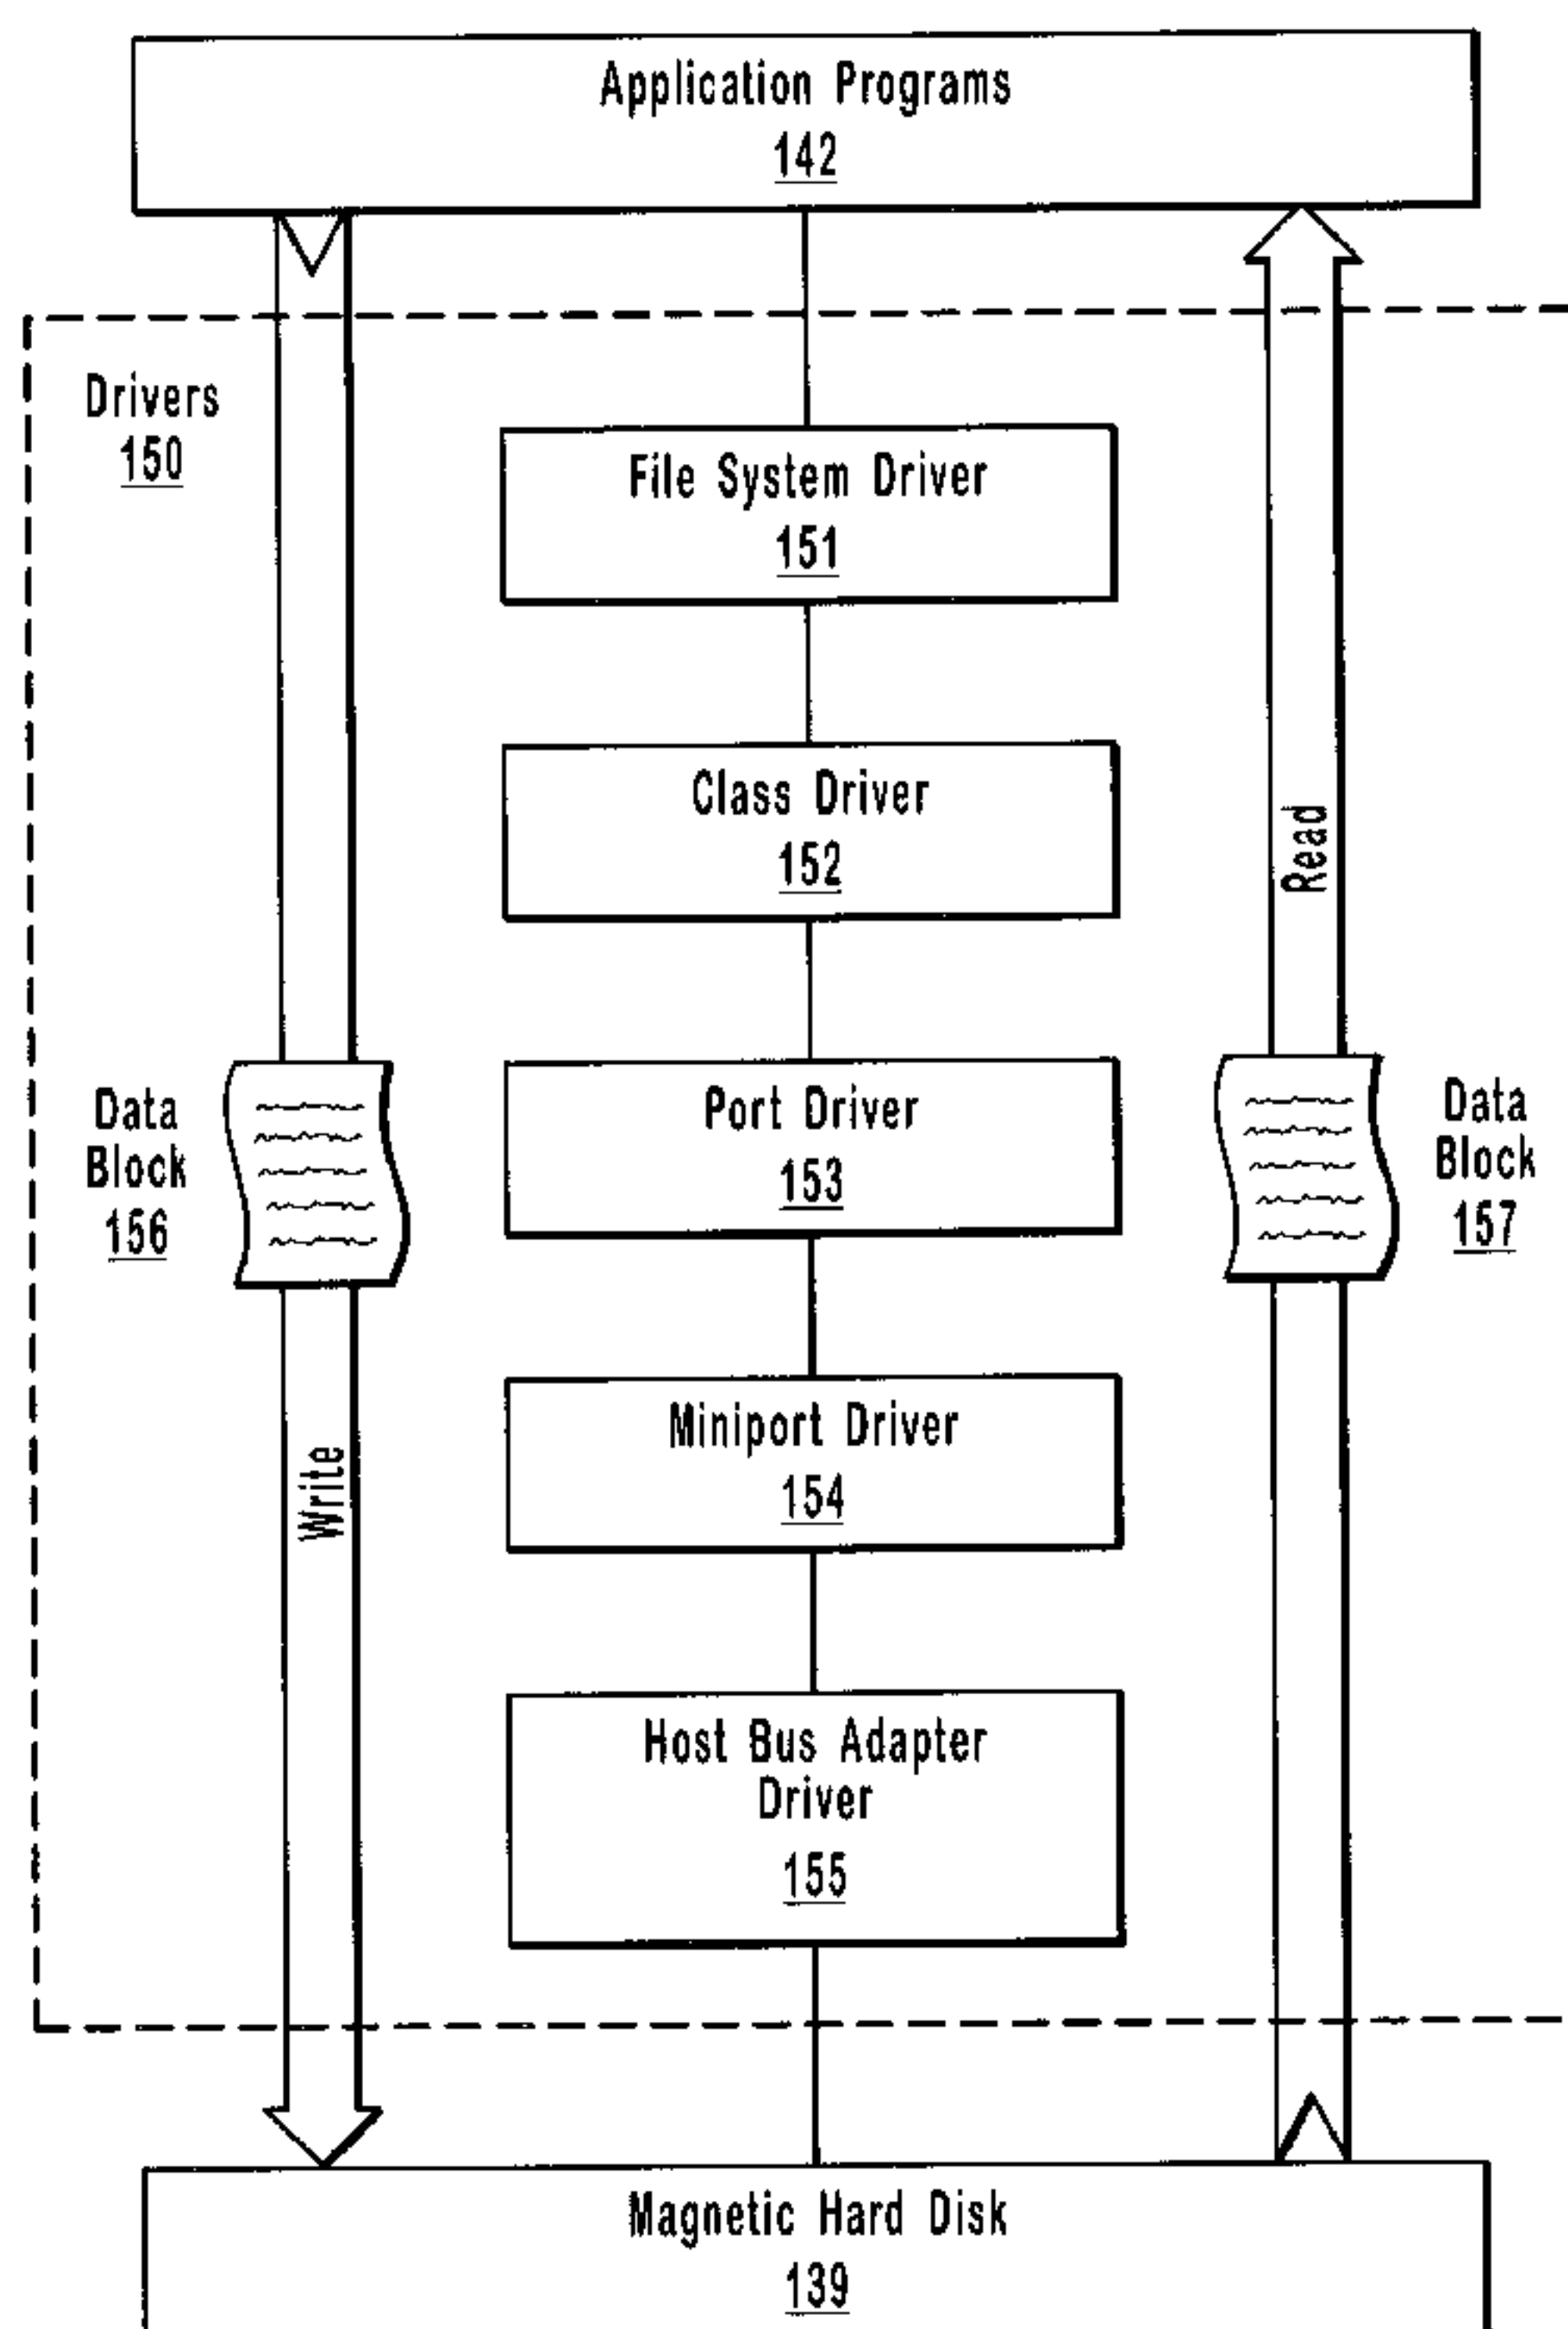 Application Programs
142
Drivers
150
File System Driver
151
Class Driver
152
Read
Port Driver
153
Data
Block
156
Data
Block
157
Miniport Driver
154
Write
Host Bus Adapter
Driver
155
Magnetic Hard Disk
139